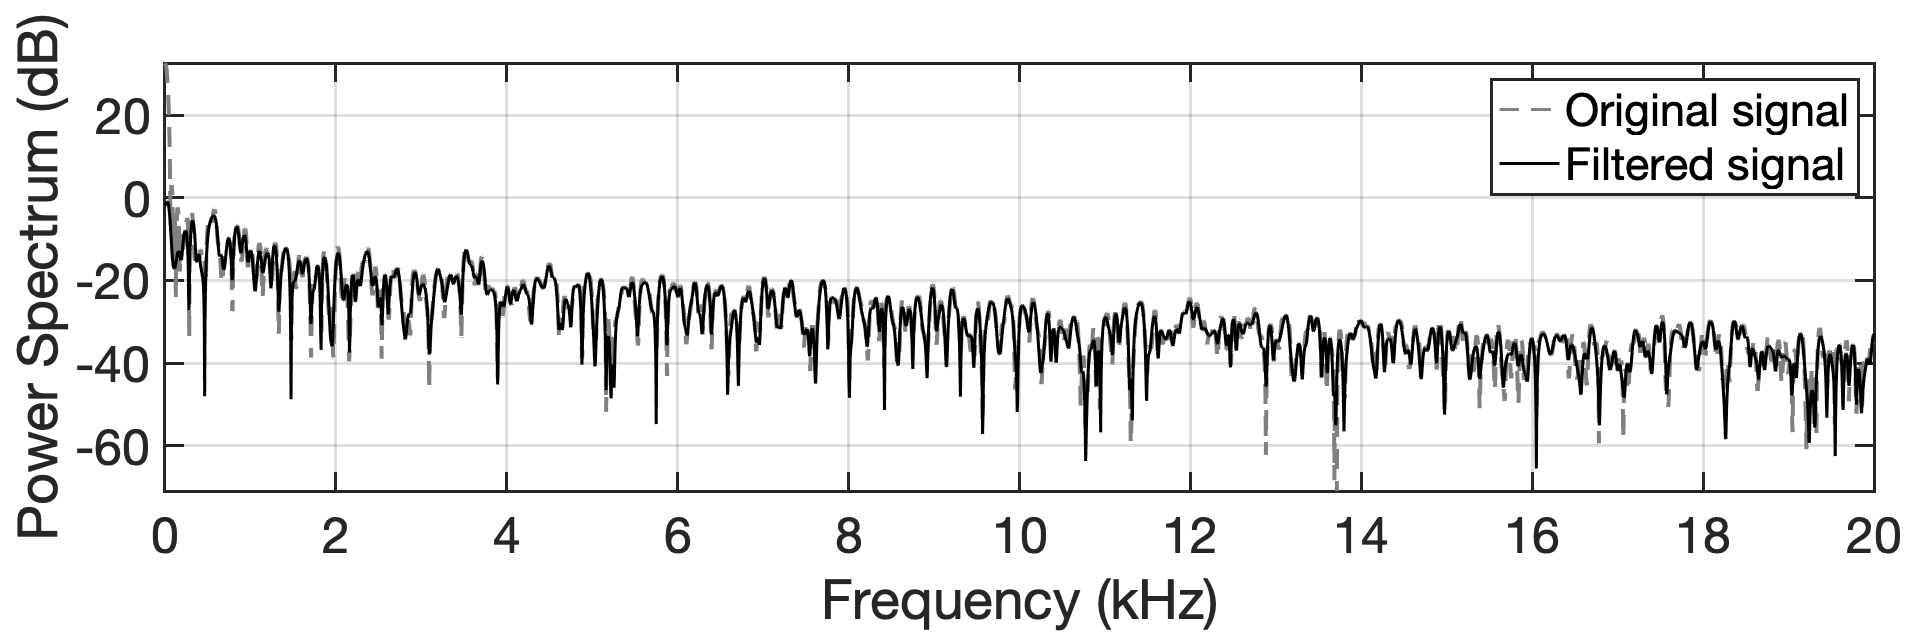 Power Spectrum (dB)
20
0
-20
-40
-60
Original signal
Filtered signal
0 2 4 6 8 10 12 14 16 18 20
Frequency (kHz)